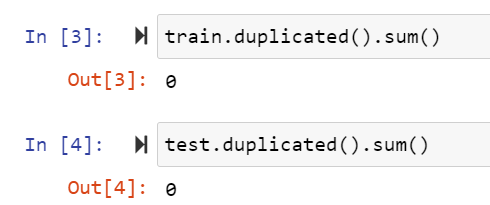 In [3]: train.duplicated().sum()
Out[3]: 0
In [4]: test.duplicated().sum()
Out[4]: 0